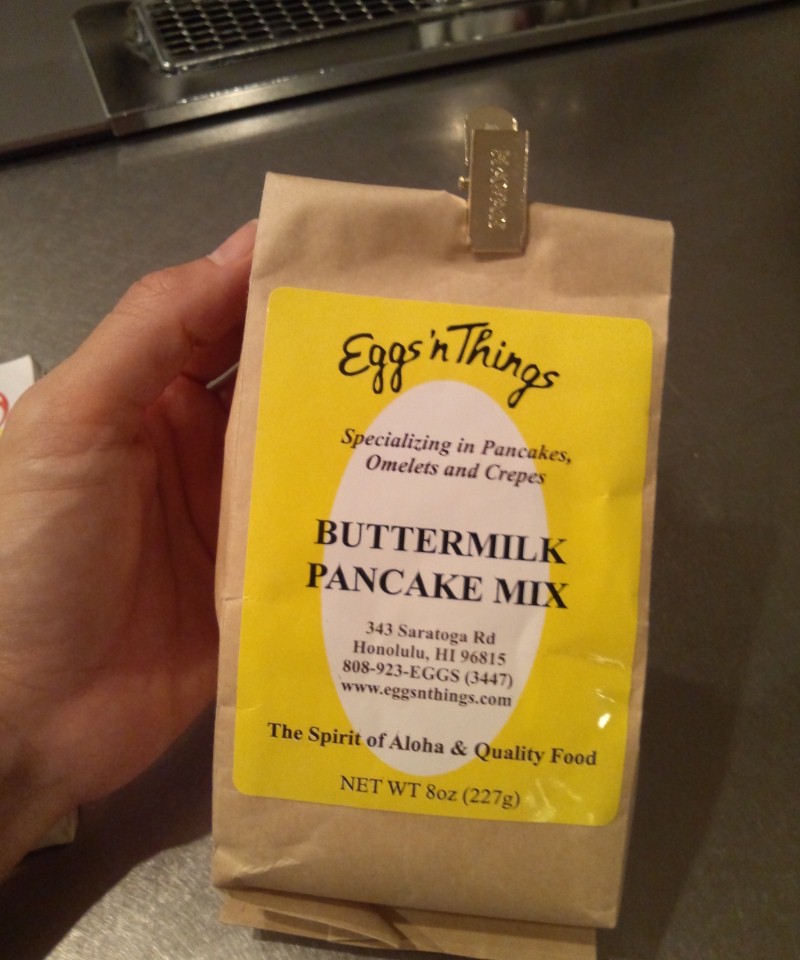 Eggs'n Things
Specializing in Pancakes,
Omelets and Crepes
BUTTERMILK
PANCAKE MIX
343 Saratoga Rd
Honolulu, HI 96815
808-923-EGGS (3447)
www.eggsnthings.com
The Spirit of Aloha & Quality Food
NET WT 8oz (227g)